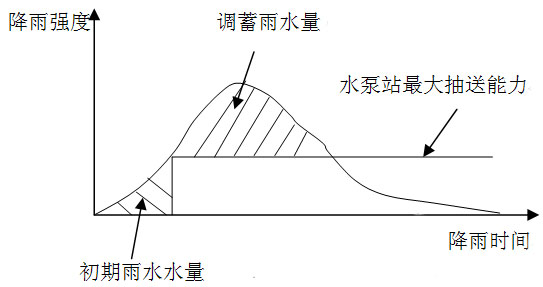 降雨强度
调蓄雨水量
水泵站最大抽送能力
降雨时间
初期雨水水量